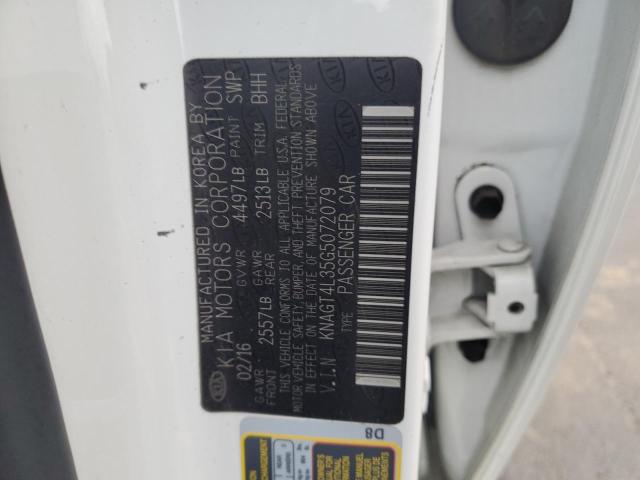 MANUFACTURED IN KOREA BY
KIA MOTORS CORPORATION
02/16 GVWR 4497LB PAINT SWP
GAWR FRONT 2557LB GAWR REAR 2513LB TRIM BHH
THIS VEHICLE CONFORMS TO ALL APPLICABLE U.S.A. FEDERAL
MOTOR VEHICLE SAFETY, BUMPER, AND THEFT PREVENTION STANDARDS
IN EFFECT ON THE DATE OF MANUFACTURE SHOWN ABOVE
V.I.N KNAGT4L35G5072079
TYPE PASSENGER CAR
KIA
D8